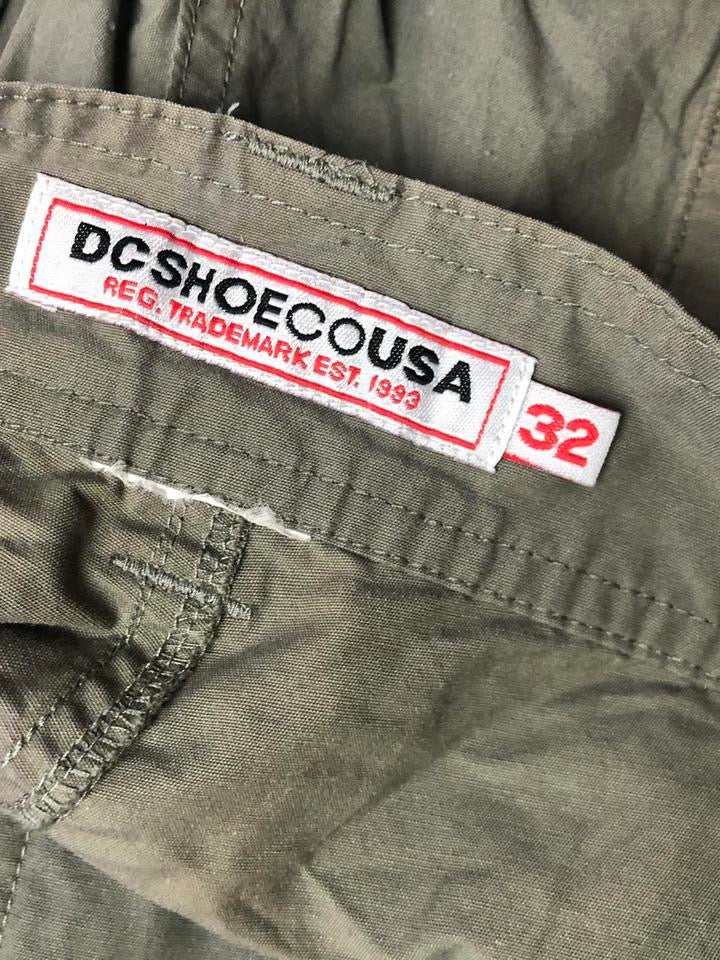 DCSHOECOUSA
REG. TRADEMARK EST. 1993
32